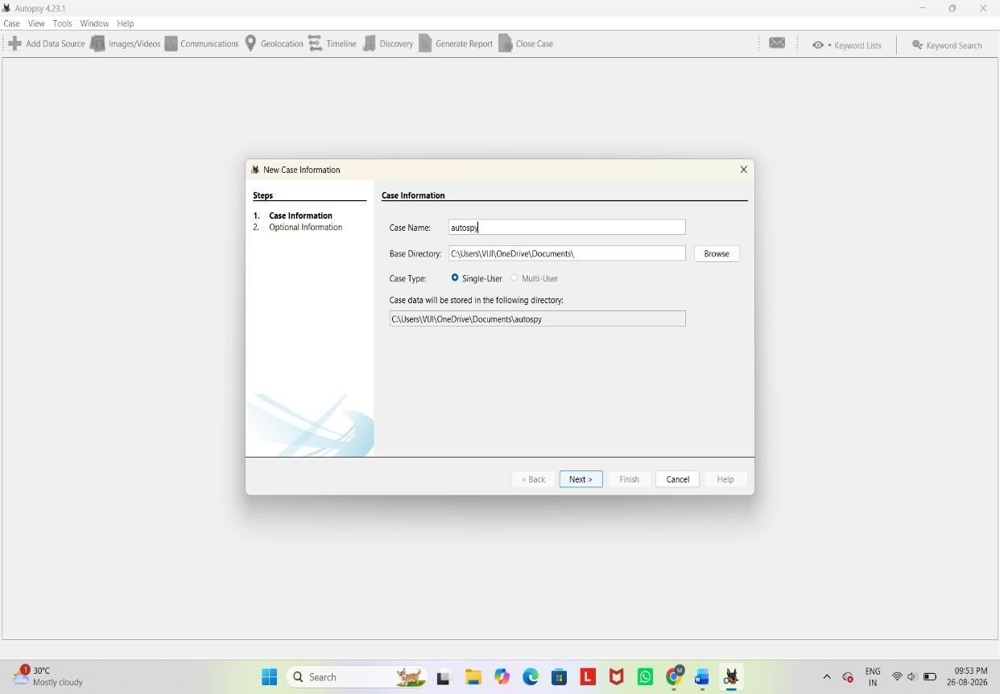 Autopsy 4.23.1
Case View Tools Window Help
Add Data Source Images/Videos Communications Geolocation Timeline Discovery Generate Report Close Case Keyword Lists Keyword Search
New Case Information
Steps
1. Case Information
2. Optional Information
Case Information
Case Name: autospy
Base Directory: C:\Users\VIJI\OneDrive\Documents\ Browse
Case Type: Single-User Multi-User
Case data will be stored in the following directory:
C:\Users\VIJI\OneDrive\Documents\autospy
< Back Next > Finish Cancel Help
1 30°C
Mostly cloudy
Search
L
M
W
ENG
IN
09:53 PM
26-08-2026